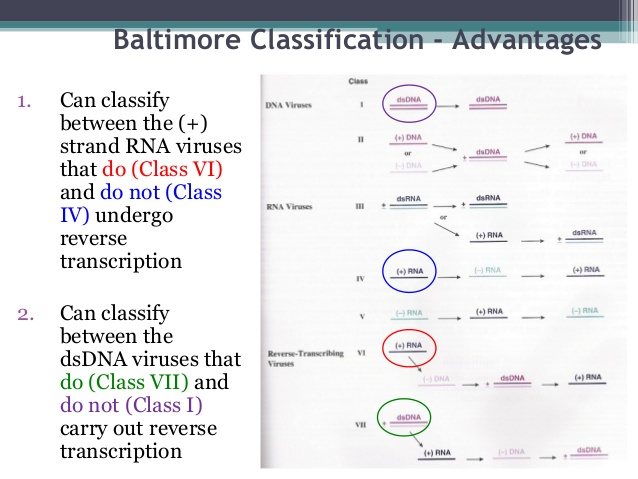 Baltimore Classification - Advantages
1. Can classify
between the (+)
strand RNA viruses
that do (Class VI)
and do not (Class
IV) undergo
reverse
transcription
2. Can classify
between the
dsDNA viruses that
do (Class VII) and
do not (Class I)
carry out reverse
transcription
Class
DNA Viruses I dsDNA dsDNA
II (+) DNA (+) DNA
or ± dsDNA or
(–) DNA (–) DNA
RNA Viruses III ± dsRNA ± dsRNA
or
(+) RNA ± dsRNA
IV (+) RNA (–) RNA (+) RNA
V (–) RNA (+) RNA (–) RNA
Reverse-Transcribing
Viruses
VI (+) RNA
(–) DNA ± dsDNA (+) RNA
VII ± dsDNA
(+) RNA (–) DNA ± dsDNA